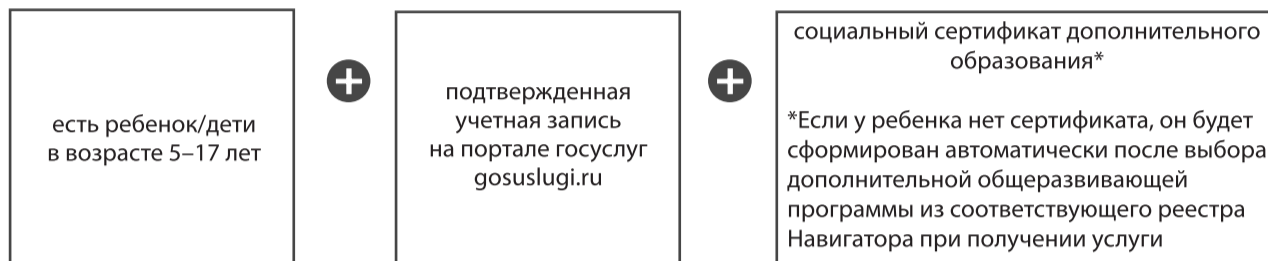 есть ребенок/дети
в возрасте 5–17 лет
подтвержденная
учетная запись
на портале госуслуг
gosuslugi.ru
социальный сертификат дополнительного
образования*
*Если у ребенка нет сертификата, он будет
сформирован автоматически после выбора
дополнительной общеразвивающей
программы из соответствующего реестра
Навигатора при получении услуги